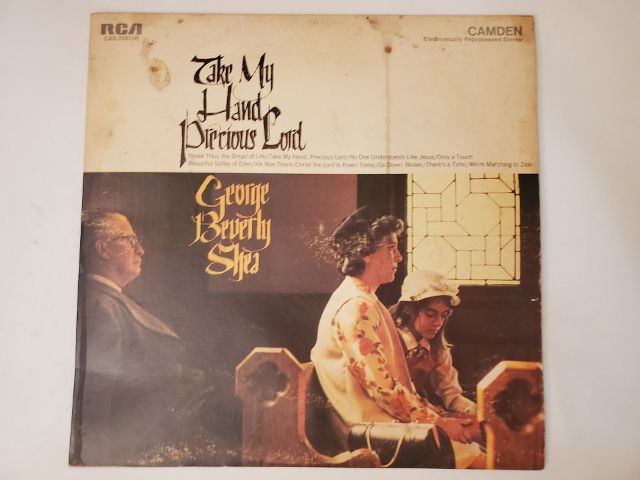 RCA
CAS-2281(e)
CAMDEN
Electronically Reprocessed Stereo
Take My
Hand
Precious Lord
Break Thou the Bread of Life/Take My Hand, Precious Lord/No One Understands Like Jesus/Only a Touch
Beautiful Valley of Eden/He Was There/Christ the Lord Is Risen Today/Go Down, Moses/There's a Time/We're Marching to Zion
George
Beverly
Shea